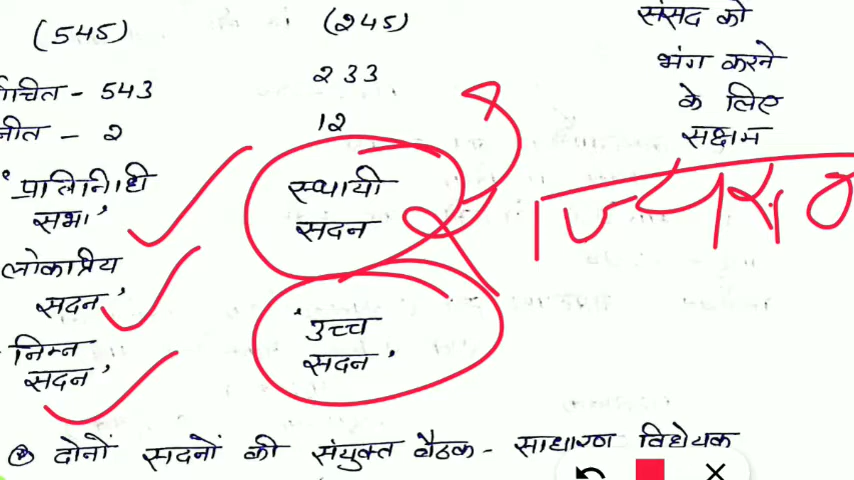 (545)
(245)
संसद को
भंग करने
के लिए
सक्षम
र्वाचित - 543
233
नीत - 2
12
'प्रतिनिधी
सभा'
स्थायी
सदन
लोकप्रिय
सदन'
'उच्च
सदन'
निम्न
सदन'
दोनों सदनों की संयुक्त बैठक - साधारण विधेयक